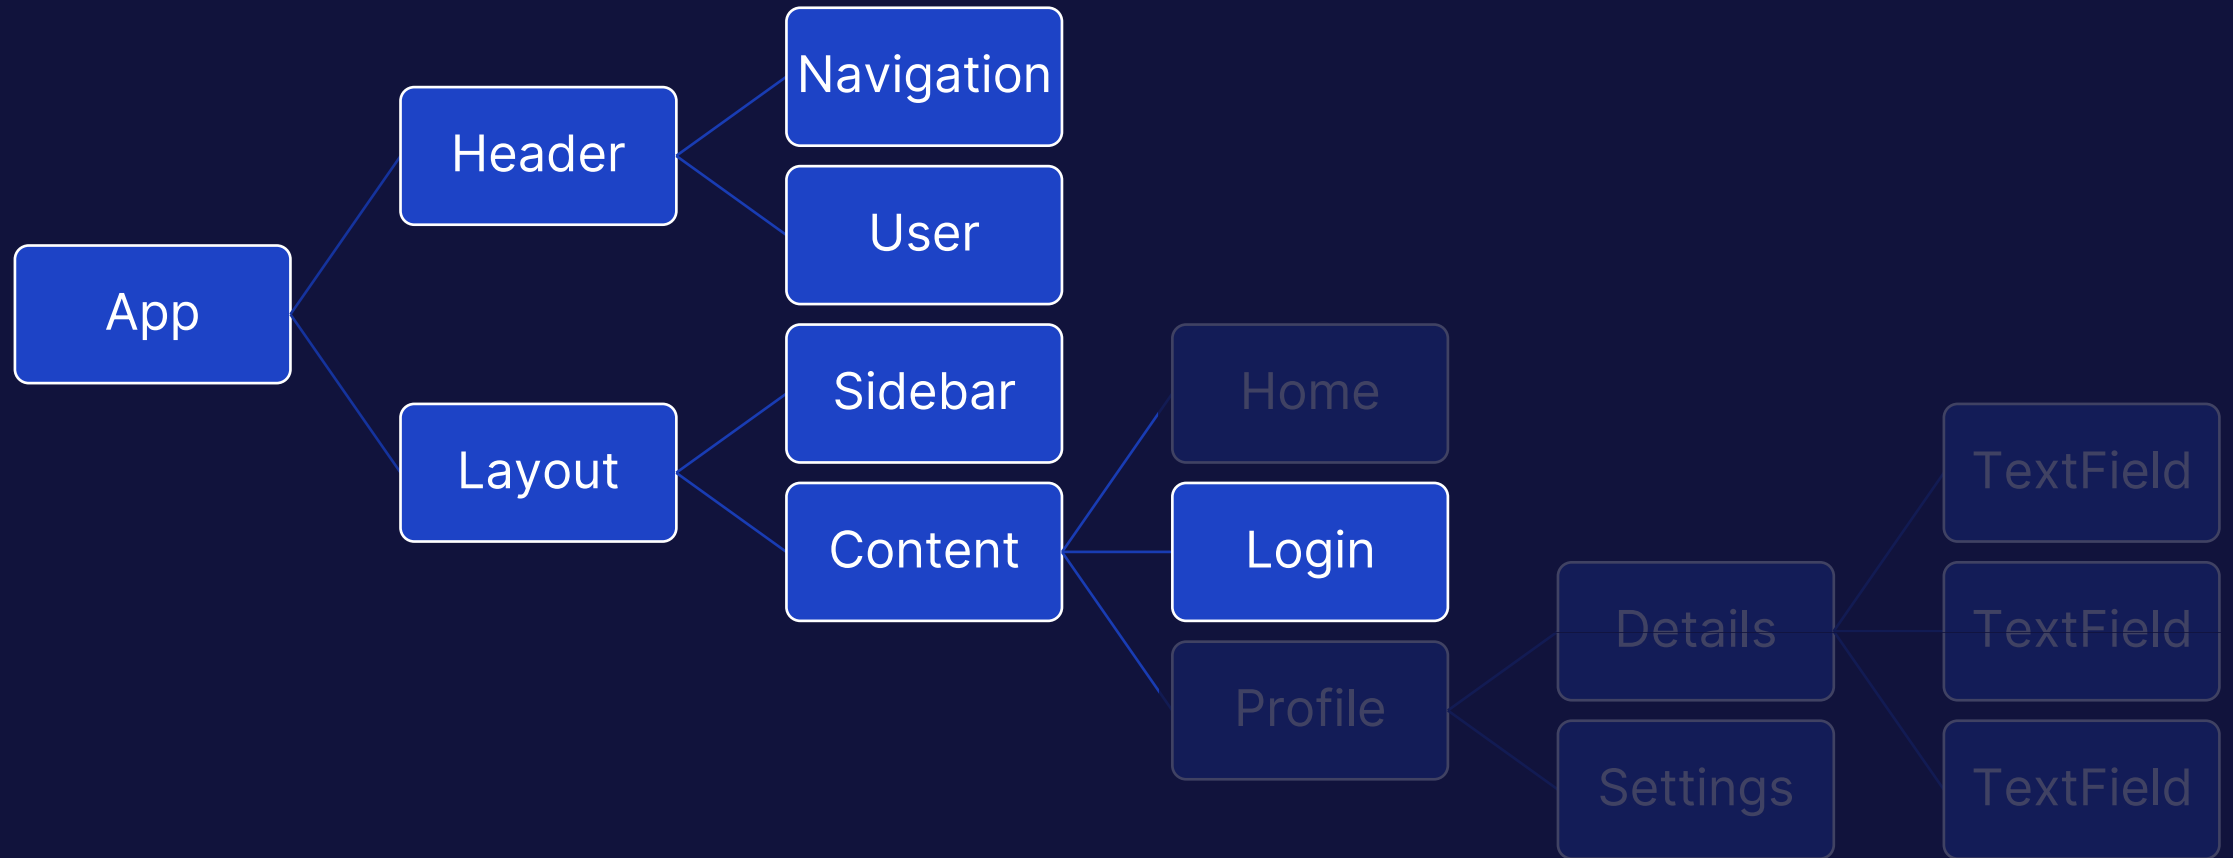 Navigation
Header
User
App
Sidebar
Home
Layout
TextField
Content
Login
Details
TextField
Profile
Settings
TextField